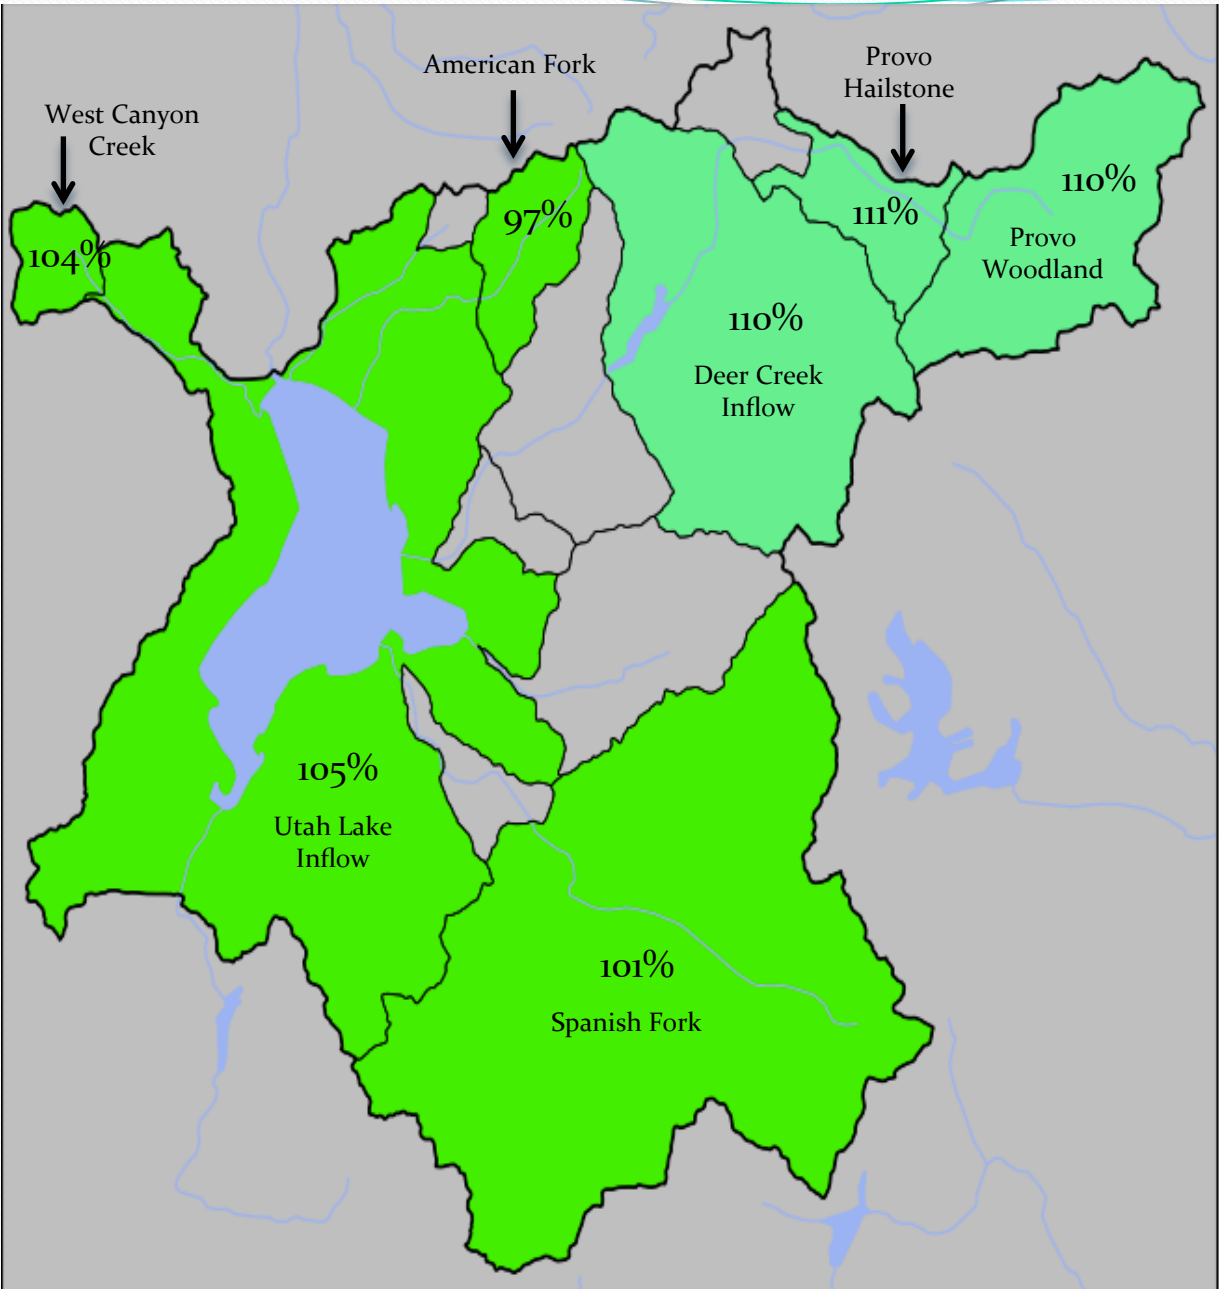 American Fork
Provo
Hailstone
West Canyon
Creek
110%
97%
111%
104%
Provo
Woodland
110%
Deer Creek
Inflow
105%
Utah Lake
Inflow
101%
Spanish Fork